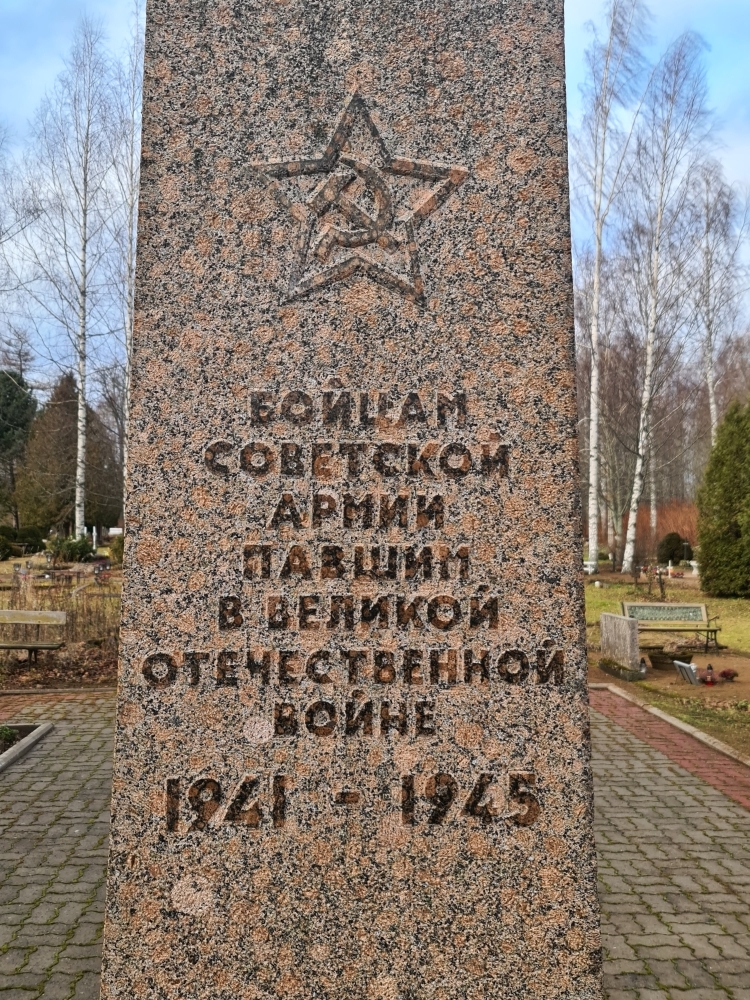 БОЙЦАМ
СОВЕТСКОЙ
АРМИИ
ПАВШИМ
В ВЕЛИКОЙ
ОТЕЧЕСТВЕННОЙ
ВОЙНЕ
1941 - 1945